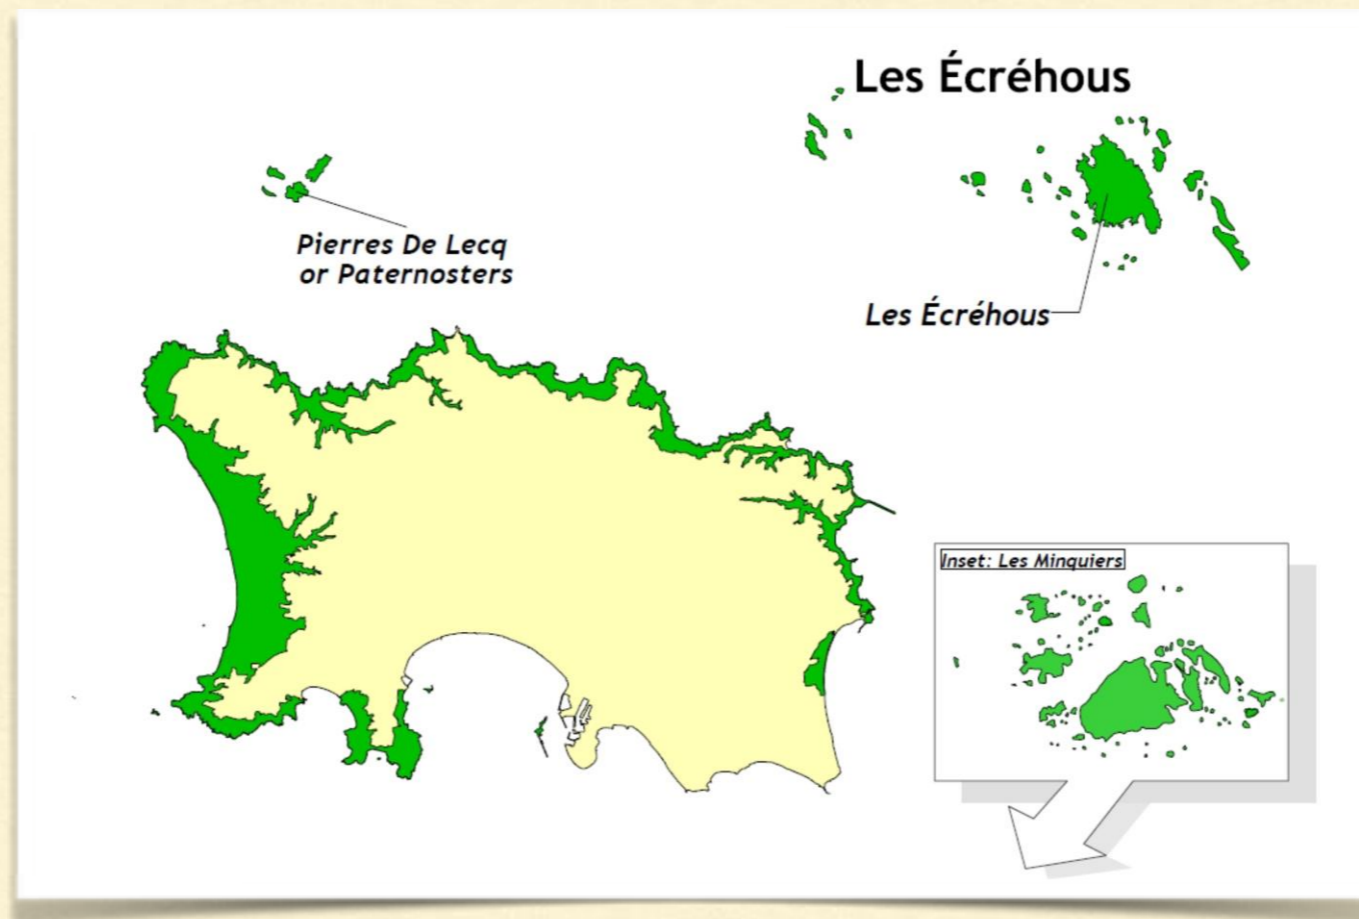 Les Écréhous
Pierres De Lecq
or Paternosters
Les Écréhous
Inset: Les Minquiers